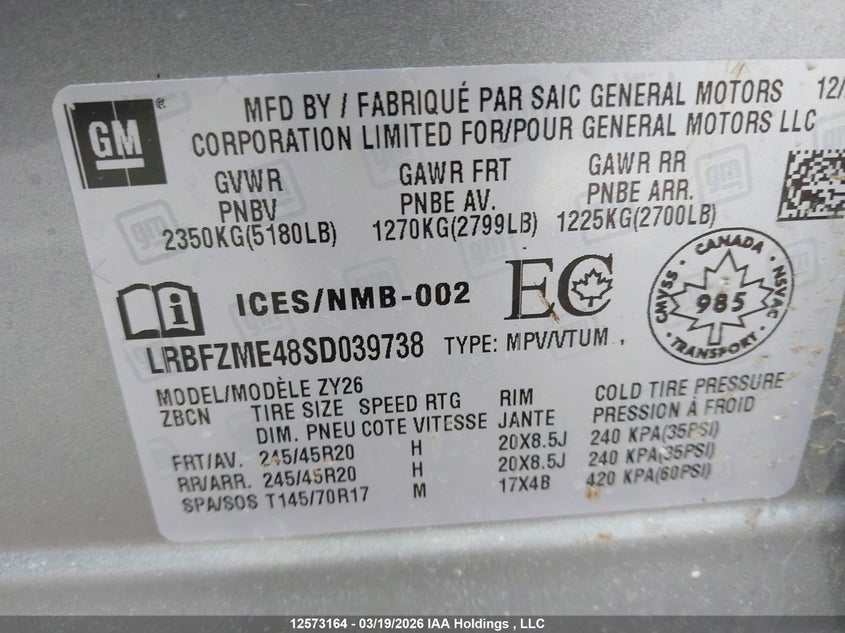 GM
MFD BY / FABRIQUÉ PAR SAIC GENERAL MOTORS 12/
CORPORATION LIMITED FOR/POUR GENERAL MOTORS LLC
GVWR GAWR FRT GAWR RR
PNBV PNBE AV. PNBE ARR.
2350KG(5180LB) 1270KG(2799LB) 1225KG(2700LB)
i ICES/NMB-002 EC
CANADA
CMVSS NSVAC
985
TRANSPORT
LRBFZME48SD039738 TYPE: MPV/VTUM
MODEL/MODÈLE ZY26
ZBCN TIRE SIZE SPEED RTG RIM COLD TIRE PRESSURE
DIM. PNEU COTE VITESSE JANTE PRESSION À FROID
FRT/AV. 245/45R20 H 20X8.5J 240 KPA(35PSI)
RR/ARR. 245/45R20 H 20X8.5J 240 KPA(35PSI)
SPA/SOS T145/70R17 M 17X4B 420 KPA(60PSI)
12573164 - 03/19/2026 IAA Holdings , LLC